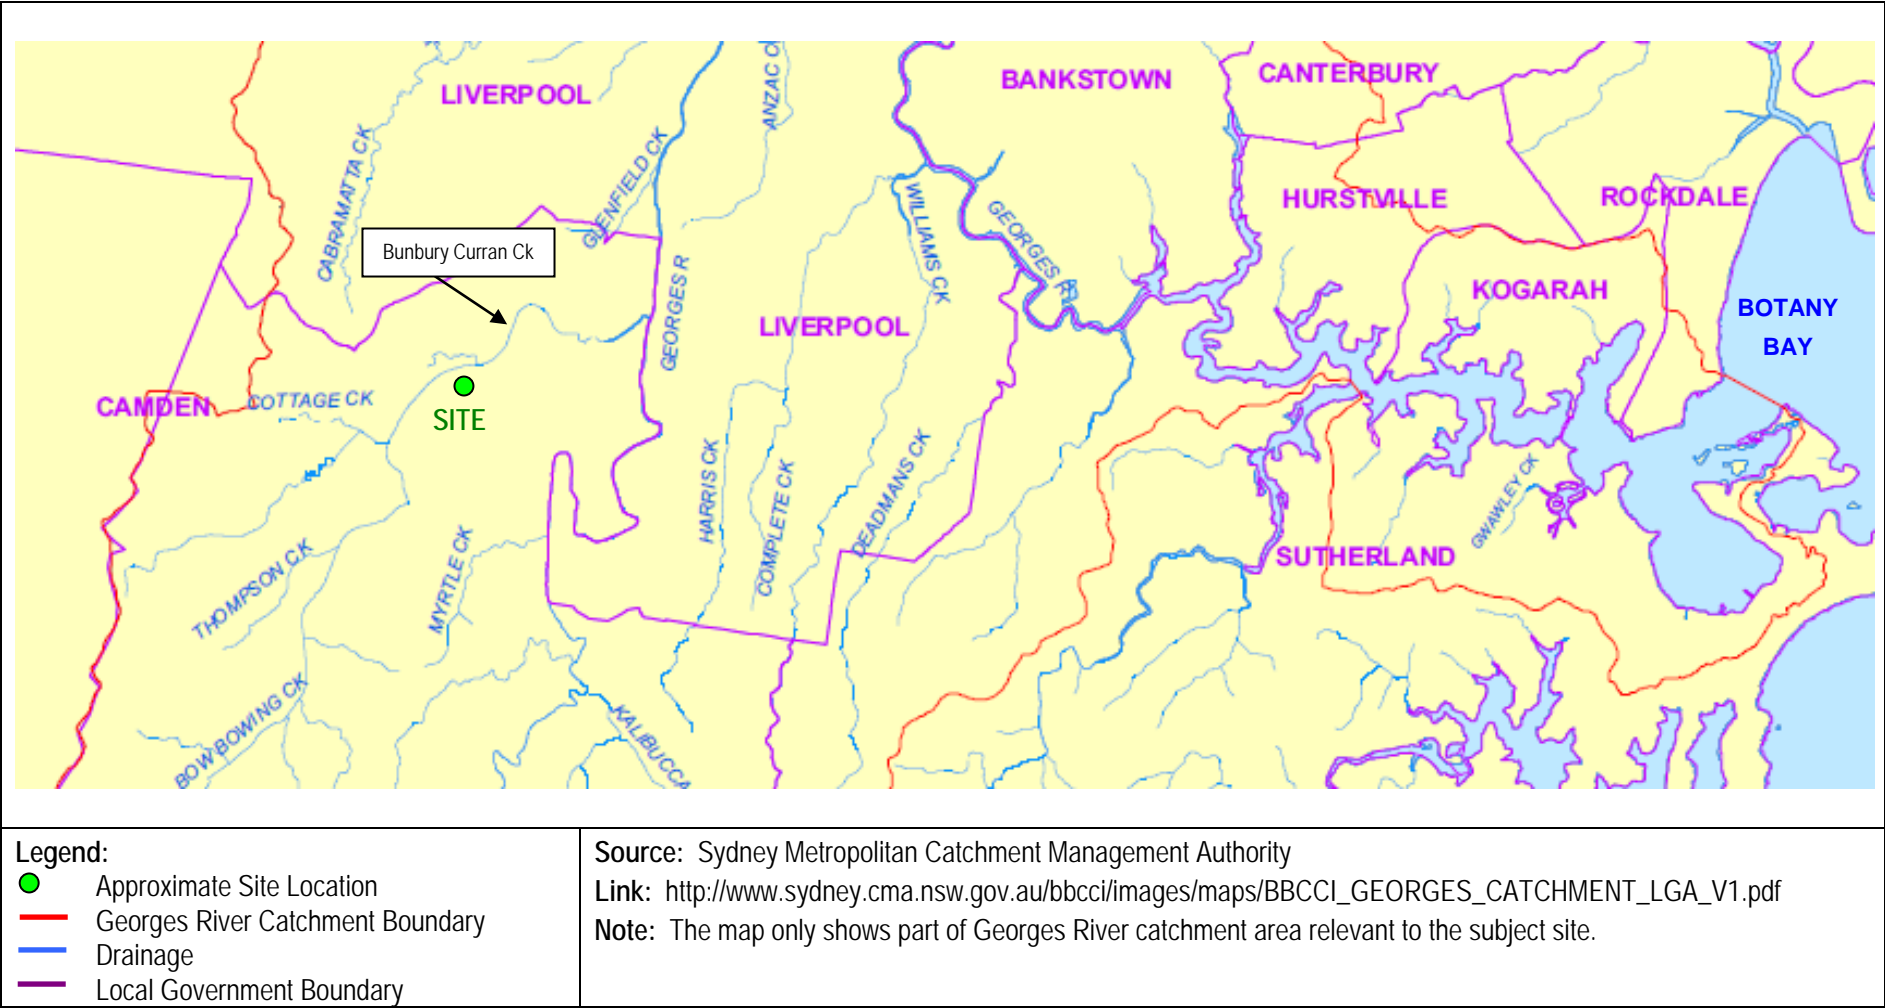 LIVERPOOL
ANZAC C
BANKSTOWN
CANTERBURY
CABRAMATTA CK
GLENFIELD CK
WILLIAMS CK
GEORGES R
HURSTVILLE
ROCKDALE
Bunbury Curran Ck
GEORGES R
LIVERPOOL
KOGARAH
BOTANY
BAY
CAMDEN
COTTAGE CK
SITE
HARRIS CK
COMPLETE CK
DEADMANS CK
GWAWLEY CK
SUTHERLAND
THOMPSON CK
MYRTLE CK
BOW BOWING CK
KALIBUCCA
Legend:
Approximate Site Location
Georges River Catchment Boundary
Drainage
Local Government Boundary
Source: Sydney Metropolitan Catchment Management Authority
Link: http://www.sydney.cma.nsw.gov.au/bbcci/images/maps/BBCCI_GEORGES_CATCHMENT_LGA_V1.pdf
Note: The map only shows part of Georges River catchment area relevant to the subject site.